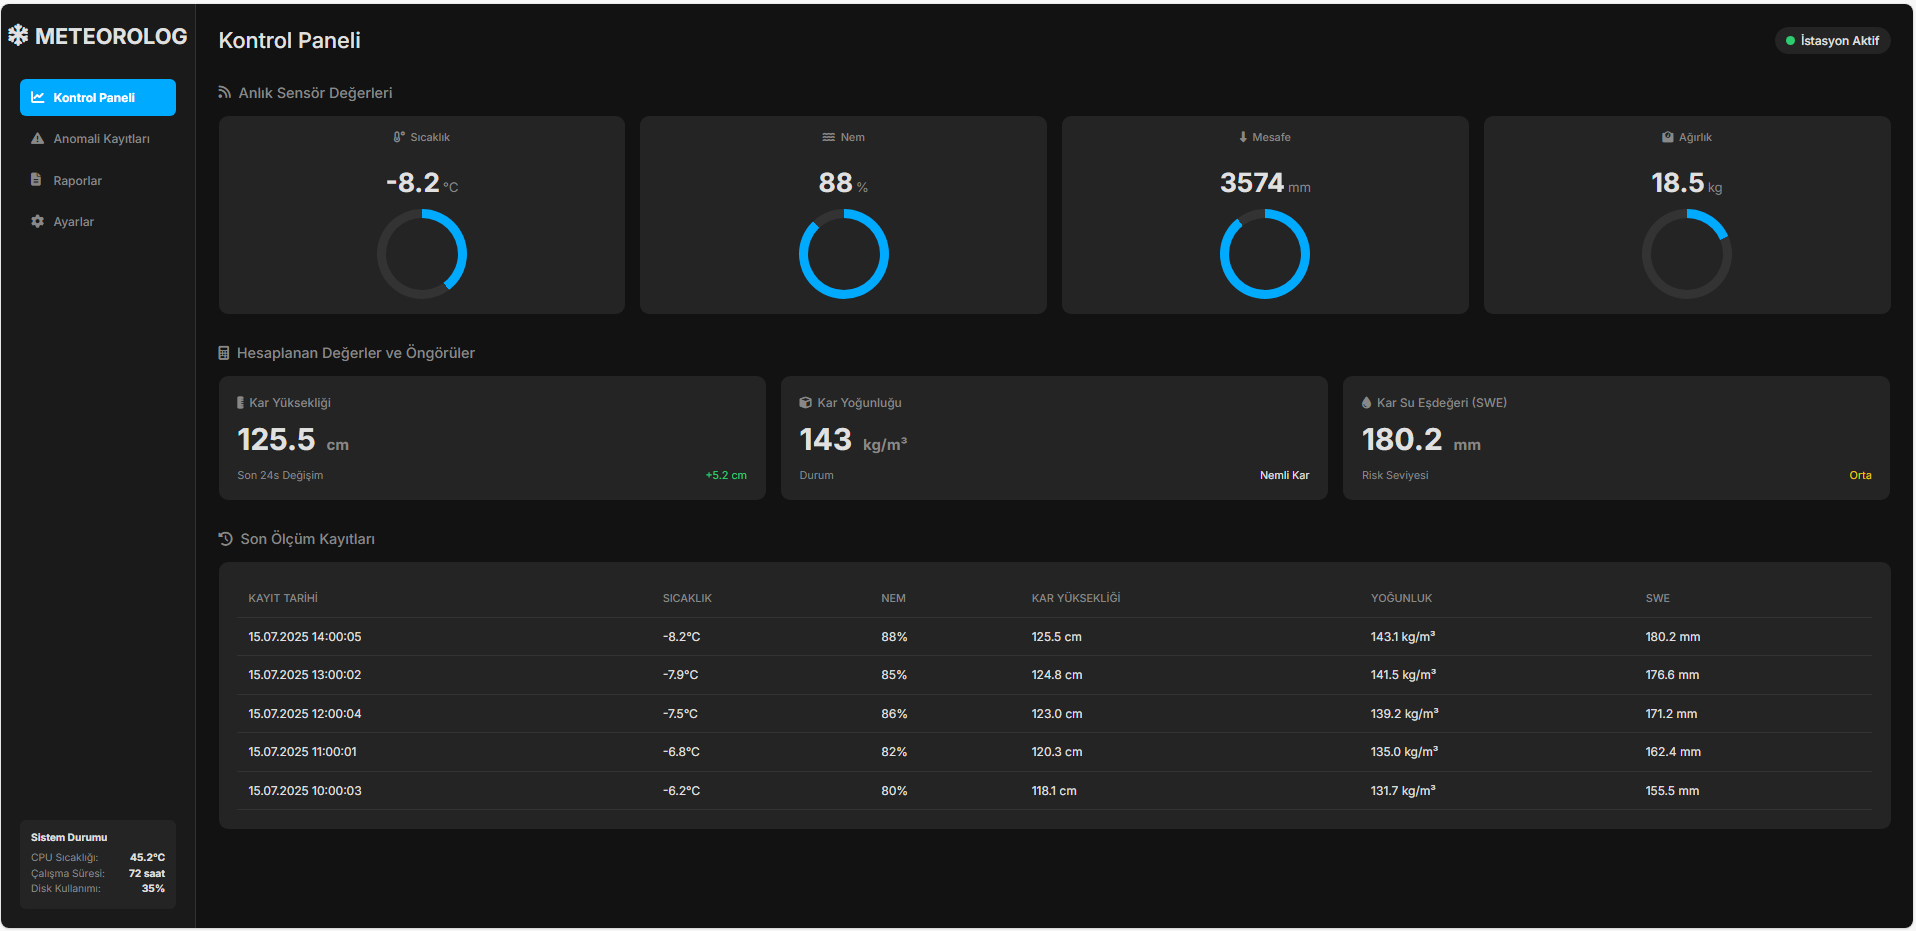 METEOROLOG
Kontrol Paneli
Anomali Kayıtları
Raporlar
Ayarlar
Sistem Durumu
CPU Sıcaklığı: 45.2°C
Çalışma Süresi: 72 saat
Disk Kullanımı: 35%
Kontrol Paneli
İstasyon Aktif
Anlık Sensör Değerleri
Sıcaklık
-8.2 °C
Nem
88 %
Mesafe
3574 mm
Ağırlık
18.5 kg
Hesaplanan Değerler ve Öngörüler
Kar Yüksekliği
125.5 cm
Son 24s Değişim +5.2 cm
Kar Yoğunluğu
143 kg/m³
Durum Nemli Kar
Kar Su Eşdeğeri (SWE)
180.2 mm
Risk Seviyesi Orta
Son Ölçüm Kayıtları
KAYIT TARİHİ SICAKLIK NEM KAR YÜKSEKLİĞİ YOĞUNLUK SWE
15.07.2025 14:00:05 -8.2°C 88% 125.5 cm 143.1 kg/m³ 180.2 mm
15.07.2025 13:00:02 -7.9°C 85% 124.8 cm 141.5 kg/m³ 176.6 mm
15.07.2025 12:00:04 -7.5°C 86% 123.0 cm 139.2 kg/m³ 171.2 mm
15.07.2025 11:00:01 -6.8°C 82% 120.3 cm 135.0 kg/m³ 162.4 mm
15.07.2025 10:00:03 -6.2°C 80% 118.1 cm 131.7 kg/m³ 155.5 mm